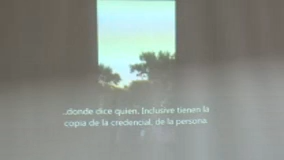 ..donde dice quien. Inclusive tienen la
copia de la credencial, de la persona